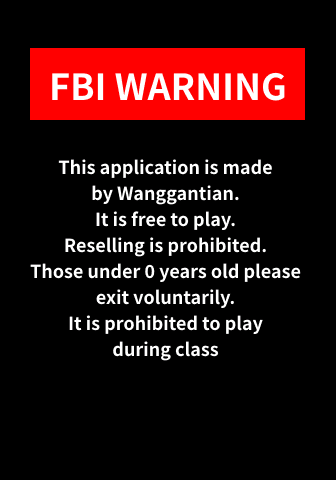 FBI WARNING
This application is made
by Wanggantian.
It is free to play.
Reselling is prohibited.
Those under 0 years old please
exit voluntarily.
It is prohibited to play
during class